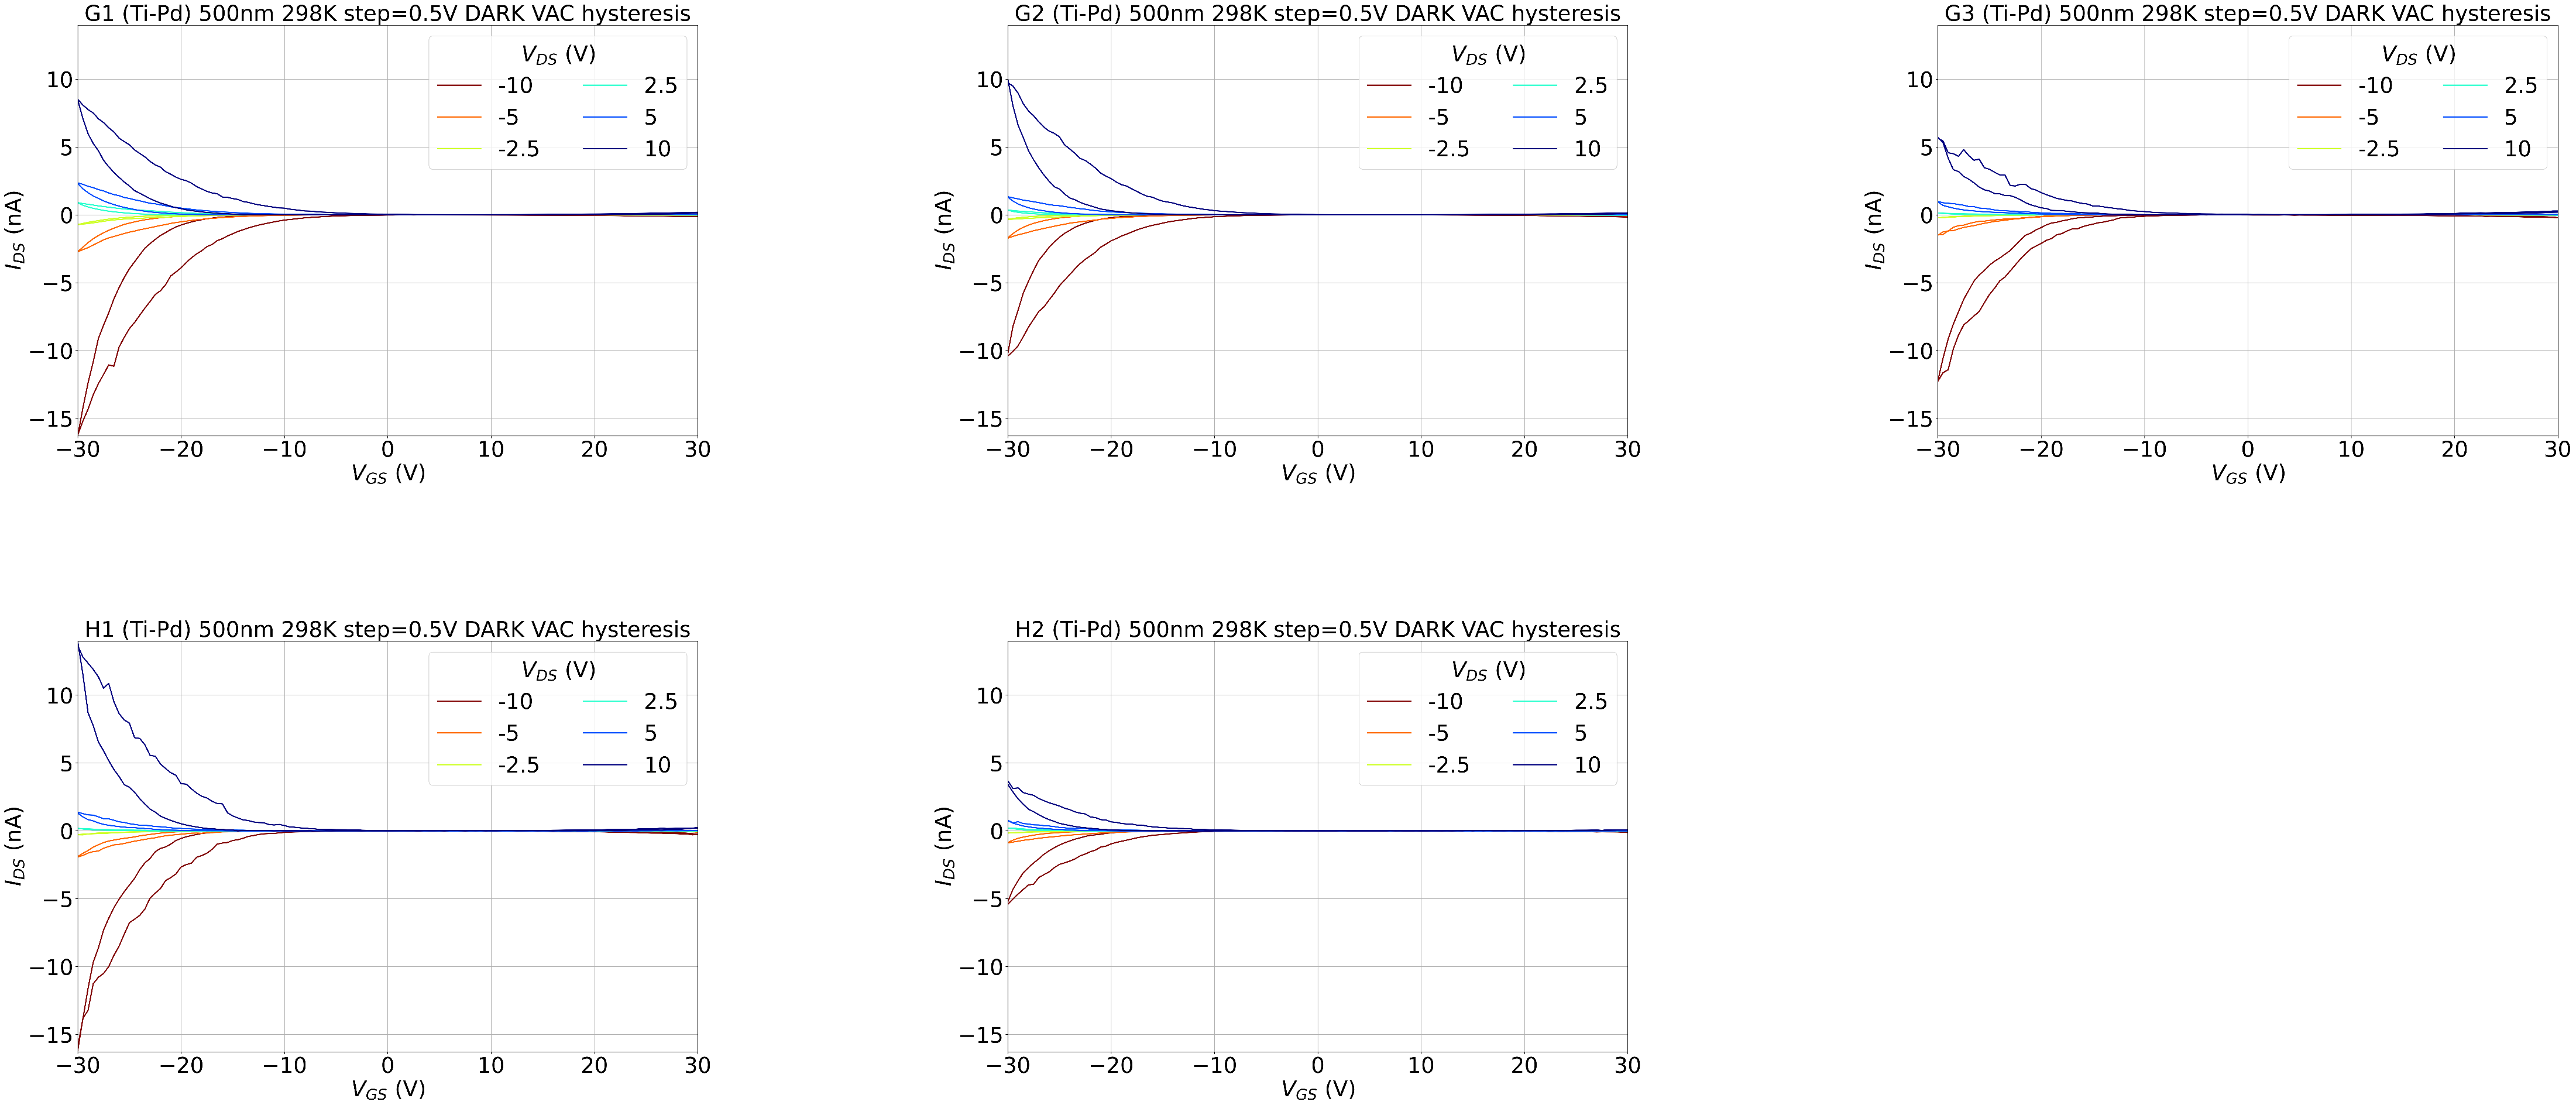 G1 (Ti-Pd) 500nm 298K step=0.5V DARK VAC hysteresis
V_DS (V)
-10 2.5
-5 5
-2.5 10
10
5
0
−5
−10
−15
I_DS (nA)
−30 −20 −10 0 10 20 30
V_GS (V)
G2 (Ti-Pd) 500nm 298K step=0.5V DARK VAC hysteresis
V_DS (V)
-10 2.5
-5 5
-2.5 10
10
5
0
−5
−10
−15
I_DS (nA)
−30 −20 −10 0 10 20 30
V_GS (V)
G3 (Ti-Pd) 500nm 298K step=0.5V DARK VAC hysteresis
V_DS (V)
-10 2.5
-5 5
-2.5 10
10
5
0
−5
−10
−15
I_DS (nA)
−30 −20 −10 0 10 20 30
V_GS (V)
H1 (Ti-Pd) 500nm 298K step=0.5V DARK VAC hysteresis
V_DS (V)
-10 2.5
-5 5
-2.5 10
10
5
0
−5
−10
−15
I_DS (nA)
−30 −20 −10 0 10 20 30
V_GS (V)
H2 (Ti-Pd) 500nm 298K step=0.5V DARK VAC hysteresis
V_DS (V)
-10 2.5
-5 5
-2.5 10
10
5
0
−5
−10
−15
I_DS (nA)
−30 −20 −10 0 10 20 30
V_GS (V)